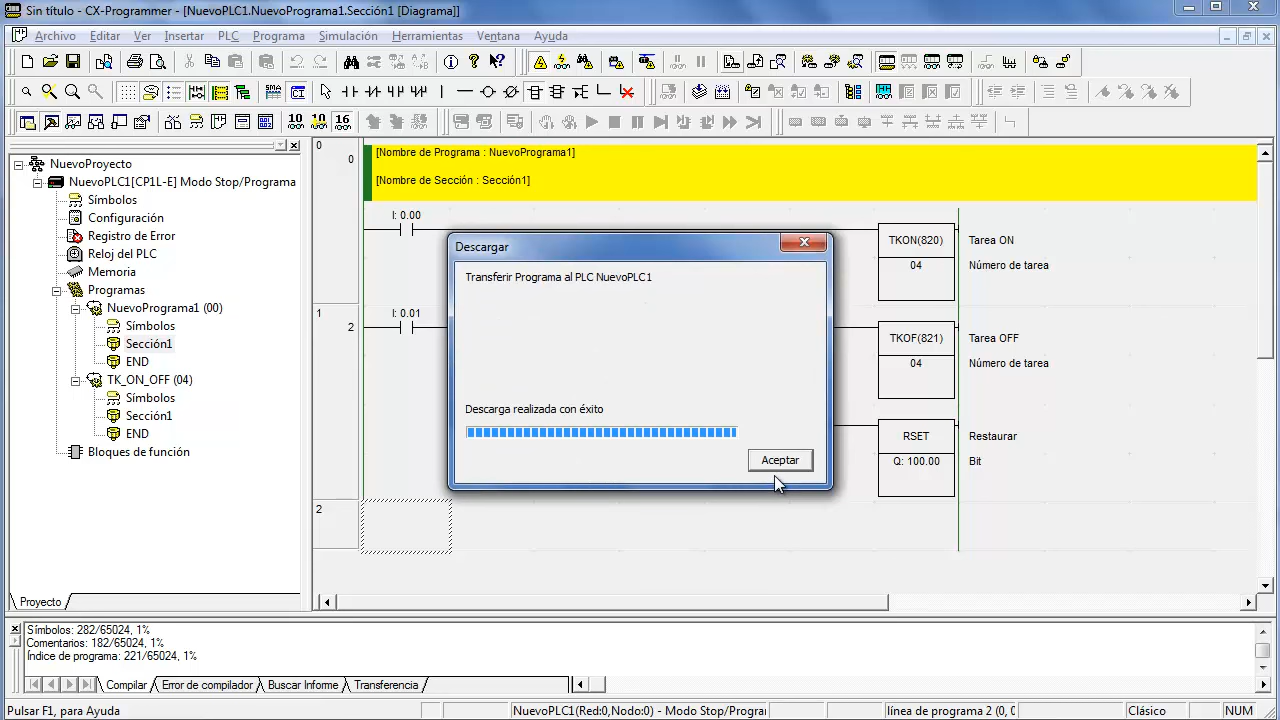 Sin título - CX-Programmer - [NuevoPLC1.NuevoPrograma1.Sección1 [Diagrama]]
Archivo Editar Ver Insertar PLC Programa Simulación Herramientas Ventana Ayuda
SMA
CT
10 10 16
NuevoProyecto
NuevoPLC1[CP1L-E] Modo Stop/Programa
Símbolos
Configuración
Registro de Error
Reloj del PLC
Memoria
Programas
NuevoPrograma1 (00)
Símbolos
Sección1
END
TK_ON_OFF (04)
Símbolos
Sección1
END
Bloques de función
Proyecto
0
0
[Nombre de Programa : NuevoPrograma1]
[Nombre de Sección : Sección1]
I: 0.00
TKON(820)
Tarea ON
04
Número de tarea
1
2
I: 0.01
TKOF(821)
Tarea OFF
04
Número de tarea
RSET
Restaurar
Q: 100.00
Bit
2
Descargar
Transferir Programa al PLC NuevoPLC1
Descarga realizada con éxito
Aceptar
Símbolos: 282/65024, 1%
Comentarios: 182/65024, 1%
Índice de programa: 221/65024, 1%
Compilar Error de compilador Buscar Informe Transferencia
Pulsar F1, para Ayuda
NuevoPLC1(Red:0,Nodo:0) - Modo Stop/Progra
línea de programa 2 (0, 0
Clásico
NUM